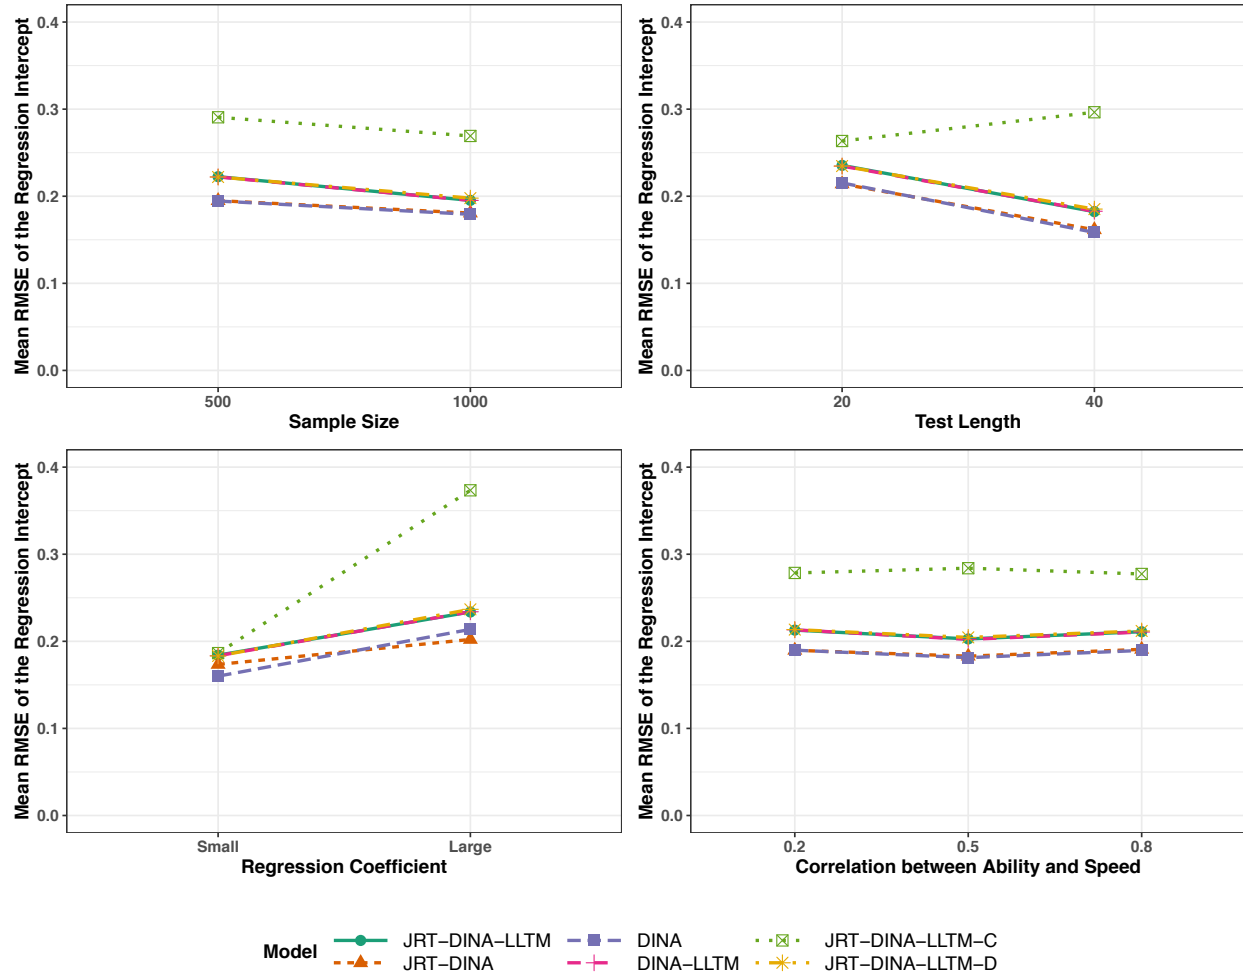 Mean RMSE of the Regression Intercept
0.4
0.3
0.2
0.1
0.0
500 1000
Sample Size
Mean RMSE of the Regression Intercept
0.4
0.3
0.2
0.1
0.0
20 40
Test Length
Mean RMSE of the Regression Intercept
0.4
0.3
0.2
0.1
0.0
Small Large
Regression Coefficient
Mean RMSE of the Regression Intercept
0.4
0.3
0.2
0.1
0.0
0.2 0.5 0.8
Correlation between Ability and Speed
Model
JRT−DINA−LLTM DINA JRT−DINA−LLTM−C
JRT−DINA DINA−LLTM JRT−DINA−LLTM−D